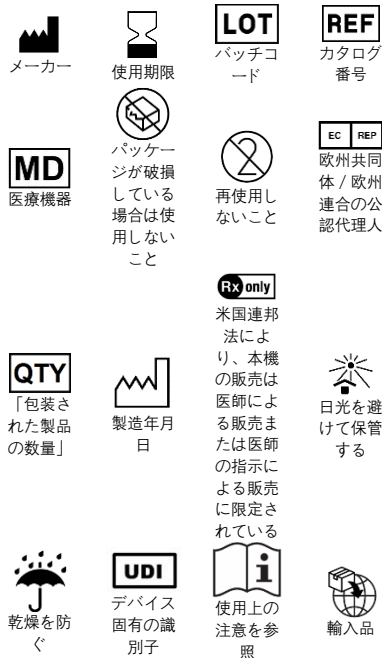 メーカー
使用期限
LOT
バッチコ
ード
REF
カタログ
番号
MD
医療機器
パッケー
ジが破損
している
場合は使
用しない
こと
2
再使用し
ないこと
EC REP
欧州共同
体 / 欧州
連合の公
認代理人
QTY
「包装さ
れた製品
の数量」
製造年月
日
Rx only
米国連邦
法によ
り、本機
の販売は
医師によ
る販売ま
たは医師
の指示に
よる販売
に限定さ
れている
日光を避
けて保管
する
乾燥を防
ぐ
UDI
デバイス
固有の識
別子
i
使用上の
注意を参
照
輸入品